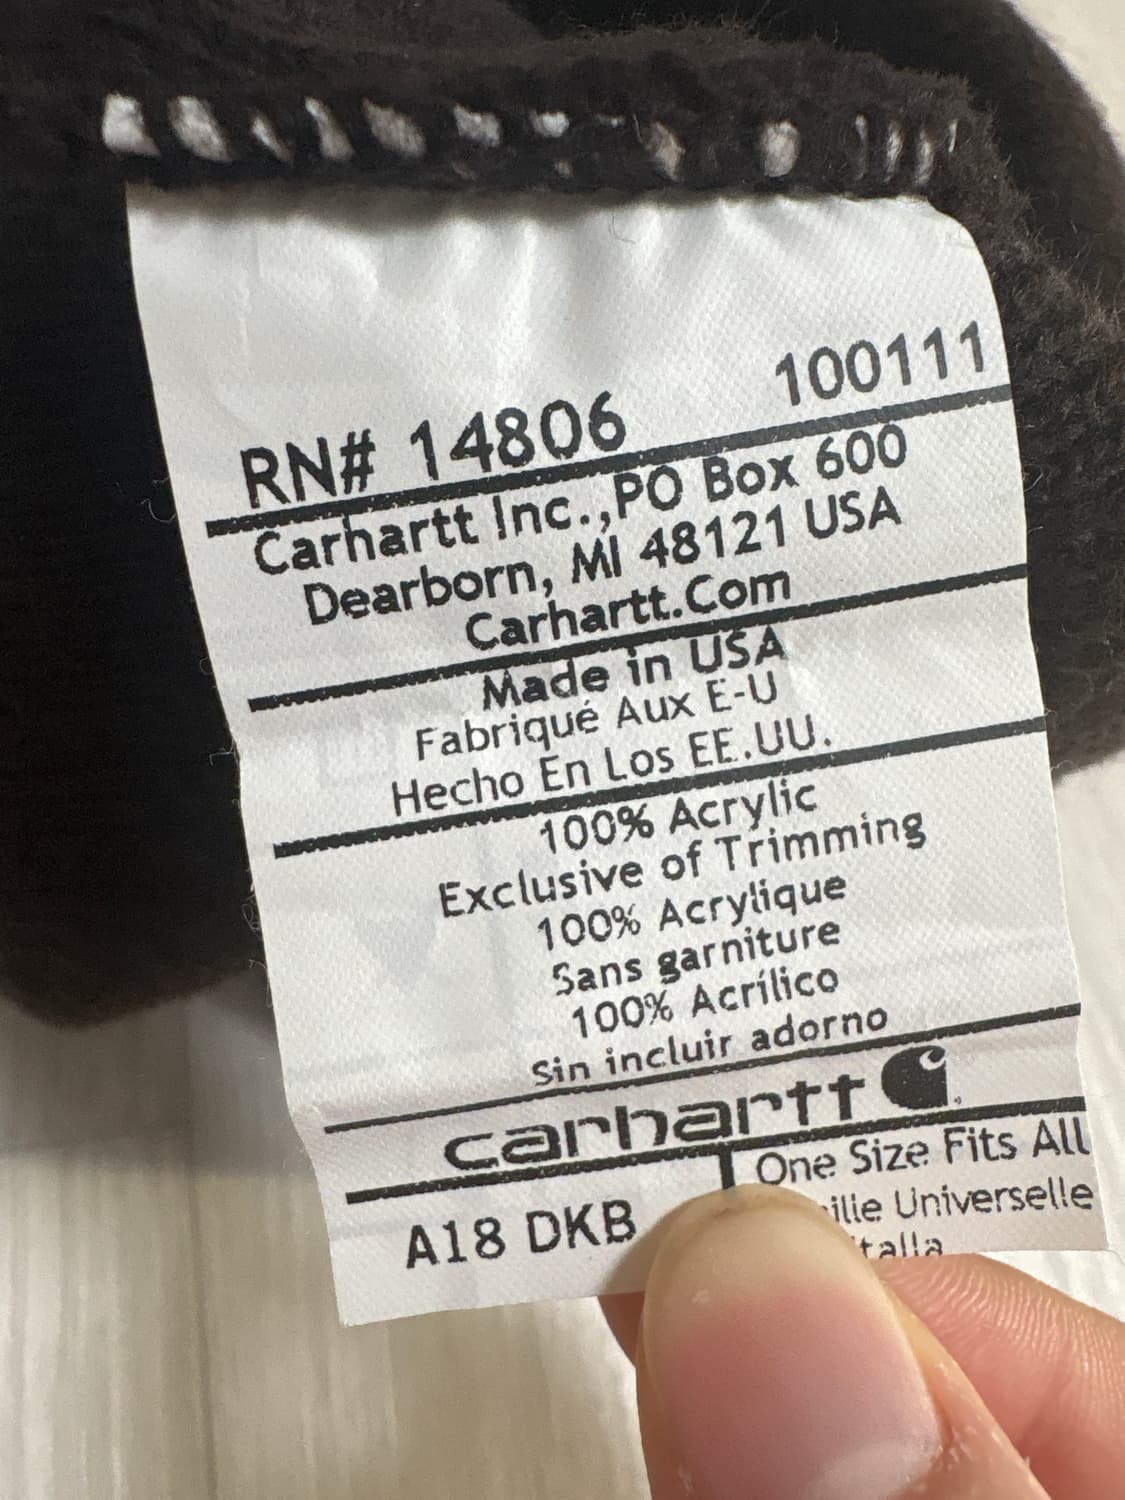 RN# 14806 100111
Carhartt Inc.,PO Box 600
Dearborn, MI 48121 USA
Carhartt.Com
Made in USA
Fabriqué Aux E-U
Hecho En Los EE.UU.
100% Acrylic
Exclusive of Trimming
100% Acrylique
Sans garniture
100% Acrílico
Sin incluir adorno
carhartt
A18 DKB
One Size Fits All
Universelle
talla